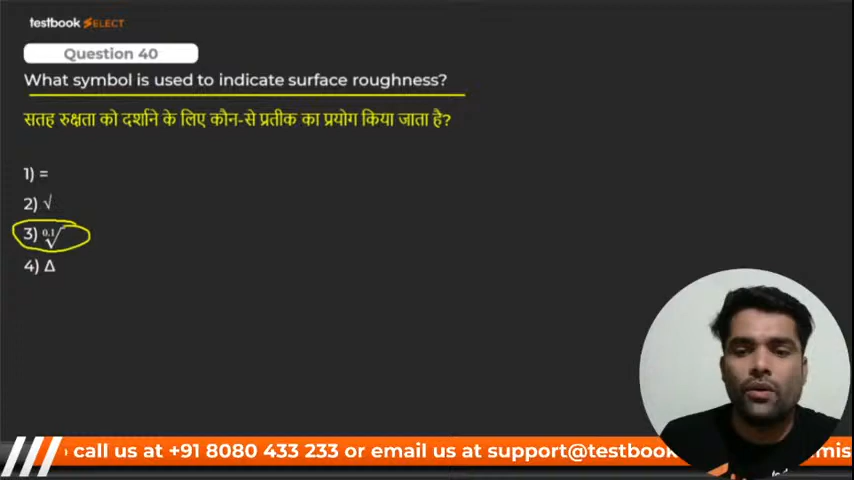 testbook SELECT
Question 40
What symbol is used to indicate surface roughness?
सतह रुक्षता को दर्शाने के लिए कौन-से प्रतीक का प्रयोग किया जाता है?
1) =
2) √
3) 0.1√
4) Δ
call us at +91 8080 433 233 or email us at support@testbook